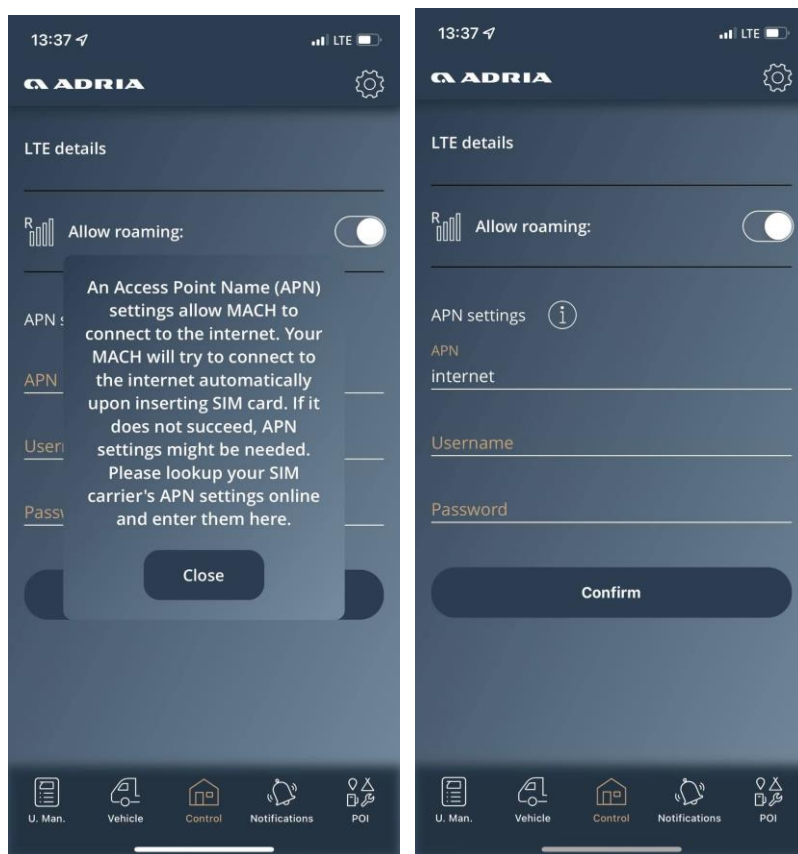 13:37
LTE
ADRIA
LTE details
R
Allow roaming:
An Access Point Name (APN)
settings allow MACH to
connect to the internet. Your
MACH will try to connect to
the internet automatically
upon inserting SIM card. If it
does not succeed, APN
settings might be needed.
Please lookup your SIM
carrier's APN settings online
and enter them here.
Close
APN
APN
U. Man.
Vehicle
Control
Notifications
POI
13:37
LTE
ADRIA
LTE details
R
Allow roaming:
APN settings i
APN
internet
Username
Password
Confirm
U. Man.
Vehicle
Control
Notifications
POI